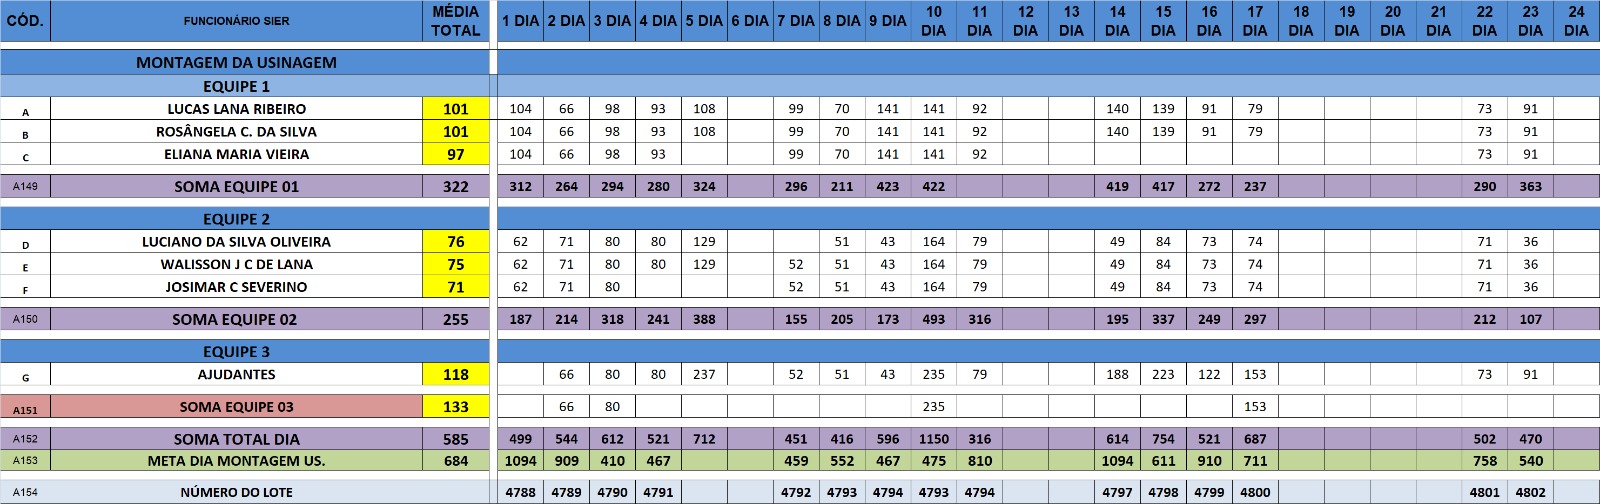 CÓD. FUNCIONÁRIO SIER MÉDIA TOTAL 1 DIA 2 DIA 3 DIA 4 DIA 5 DIA 6 DIA 7 DIA 8 DIA 9 DIA 10 DIA 11 DIA 12 DIA 13 DIA 14 DIA 15 DIA 16 DIA 17 DIA 18 DIA 19 DIA 20 DIA 21 DIA 22 DIA 23 DIA 24 DIA
MONTAGEM DA USINAGEM
EQUIPE 1
A LUCAS LANA RIBEIRO 101 104 66 98 93 108 99 70 141 141 92 140 139 91 79 73 91
B ROSÂNGELA C. DA SILVA 101 104 66 98 93 108 99 70 141 141 92 140 139 91 79 73 91
C ELIANA MARIA VIEIRA 97 104 66 98 93 99 70 141 141 92 73 91
A149 SOMA EQUIPE 01 322 312 264 294 280 324 296 211 423 422 419 417 272 237 290 363
EQUIPE 2
D LUCIANO DA SILVA OLIVEIRA 76 62 71 80 80 129 51 43 164 79 49 84 73 74 71 36
E WALISSON J C DE LANA 75 62 71 80 80 129 52 51 43 164 79 49 84 73 74 71 36
F JOSIMAR C SEVERINO 71 62 71 80 52 51 43 164 79 49 84 73 74 71 36
A150 SOMA EQUIPE 02 255 187 214 318 241 388 155 205 173 493 316 195 337 249 297 212 107
EQUIPE 3
G AJUDANTES 118 66 80 80 237 52 51 43 235 79 188 223 122 153 73 91
A151 SOMA EQUIPE 03 133 66 80 235 153
A152 SOMA TOTAL DIA 585 499 544 612 521 712 451 416 596 1150 316 614 754 521 687 502 470
A153 META DIA MONTAGEM US. 684 1094 909 410 467 459 552 467 475 810 1094 611 910 711 758 540
A154 NÚMERO DO LOTE 4788 4789 4790 4791 4792 4793 4794 4793 4794 4797 4798 4799 4800 4801 4802